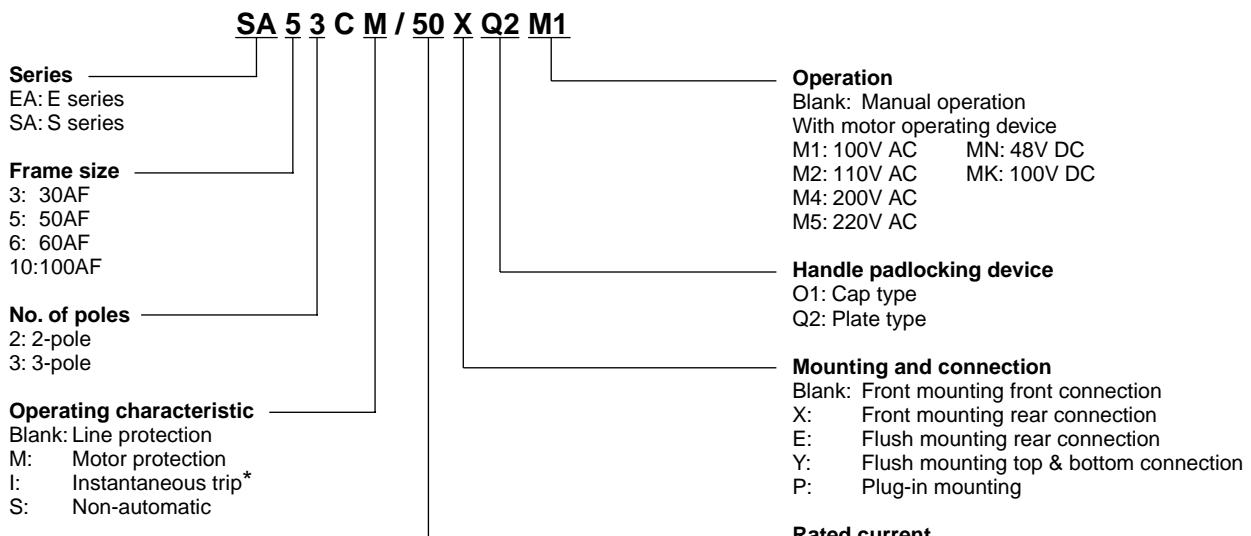 SA 5 3 C M / 50 X Q2 M1
Series
EA: E series
SA: S series
Frame size
3: 30AF
5: 50AF
6: 60AF
10:100AF
No. of poles
2: 2-pole
3: 3-pole
Operating characteristic
Blank: Line protection
M: Motor protection
I: Instantaneous trip*
S: Non-automatic
Operation
Blank: Manual operation
With motor operating device
M1: 100V AC MN: 48V DC
M2: 110V AC MK: 100V DC
M4: 200V AC
M5: 220V AC
Handle padlocking device
O1: Cap type
Q2: Plate type
Mounting and connection
Blank: Front mounting front connection
X: Front mounting rear connection
E: Flush mounting rear connection
Y: Flush mounting top & bottom connection
P: Plug-in mounting
Rated current